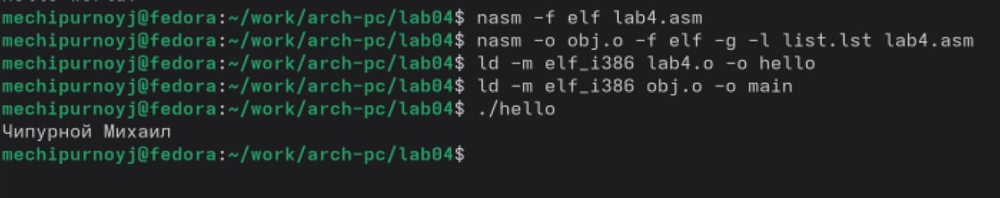 mechipurnoyj@fedora:~/work/arch-pc/lab04$ nasm -f elf lab4.asm
mechipurnoyj@fedora:~/work/arch-pc/lab04$ nasm -o obj.o -f elf -g -l list.lst lab4.asm
mechipurnoyj@fedora:~/work/arch-pc/lab04$ ld -m elf_i386 lab4.o -o hello
mechipurnoyj@fedora:~/work/arch-pc/lab04$ ld -m elf_i386 obj.o -o main
mechipurnoyj@fedora:~/work/arch-pc/lab04$ ./hello
Чипурной Михаил
mechipurnoyj@fedora:~/work/arch-pc/lab04$